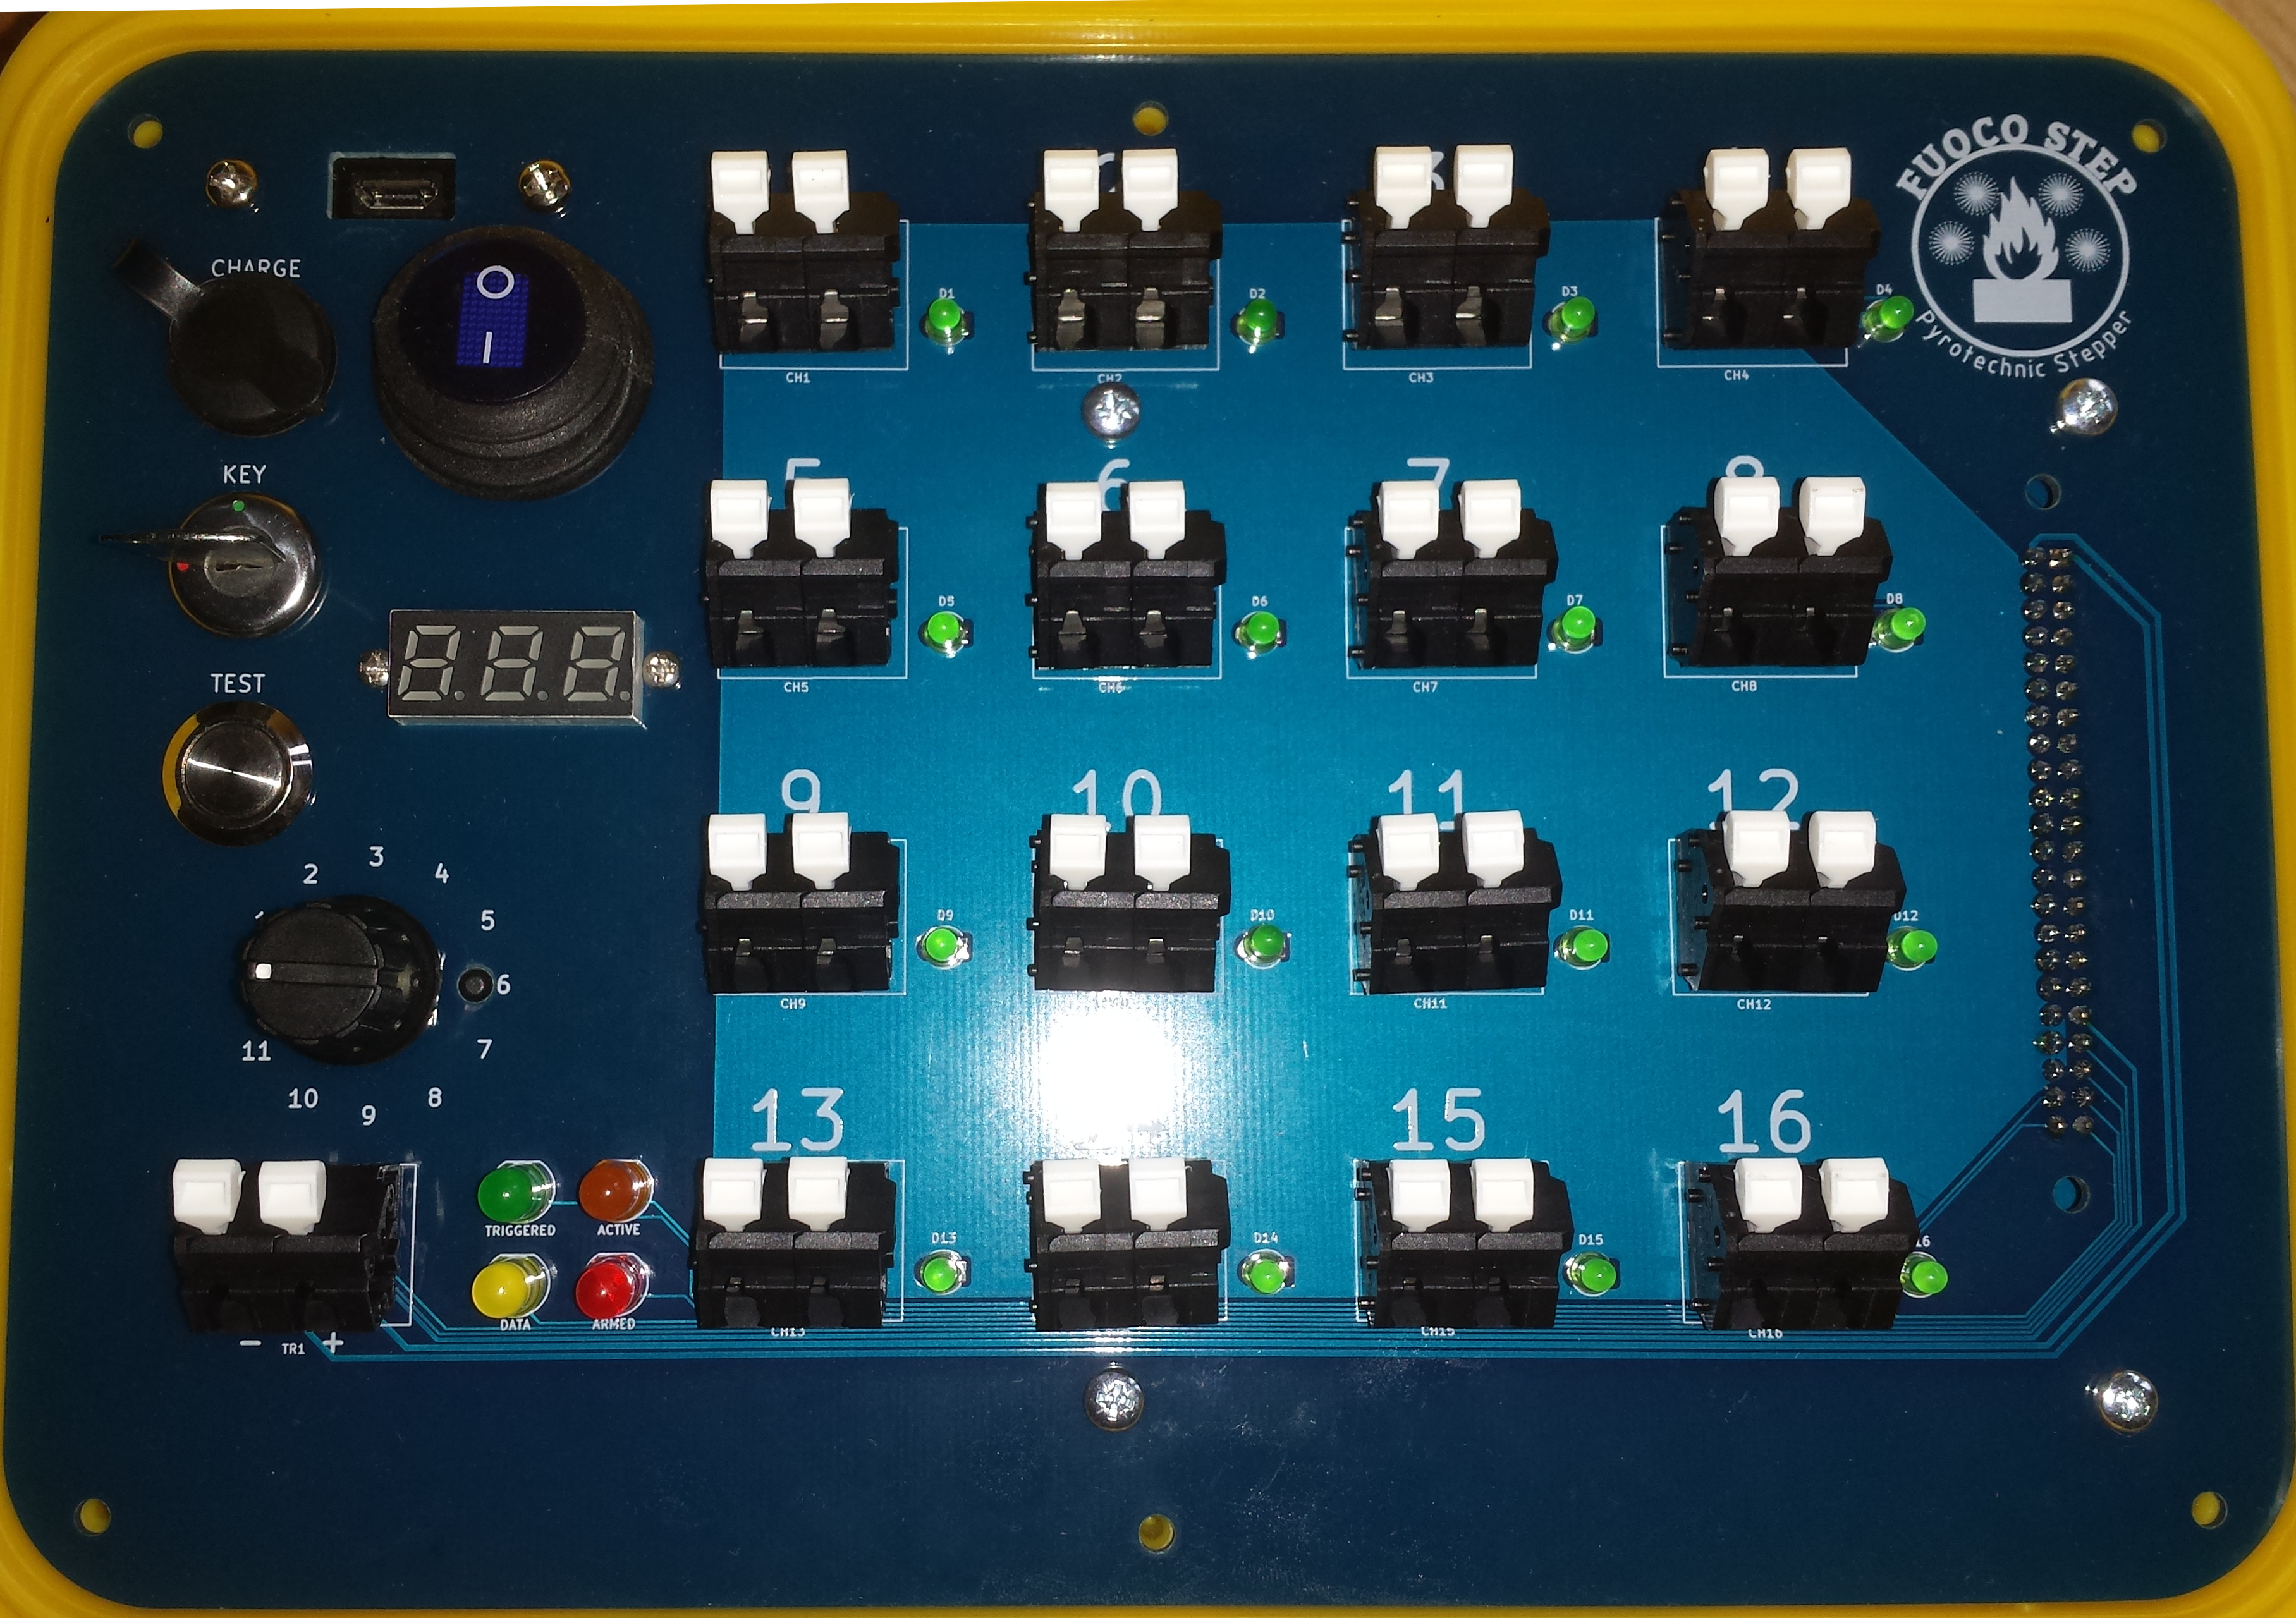 FUOCO STEP
Pyrotechnic Stepper
CHARGE
O
I
KEY
TEST
2
3
4
5
6
7
8
9
10
11
TRIGGERED
ACTIVE
DATA
ARMED
- TR1 +
D1
D2
D3
D4
CH1
CH2
CH3
CH4
5
6
7
8
D5
D6
D7
D8
CH5
CH6
CH7
CH8
9
10
11
12
D9
D10
D11
D12
CH9
CH11
CH12
13
15
16
D13
D14
D15
CH13
CH15
CH16